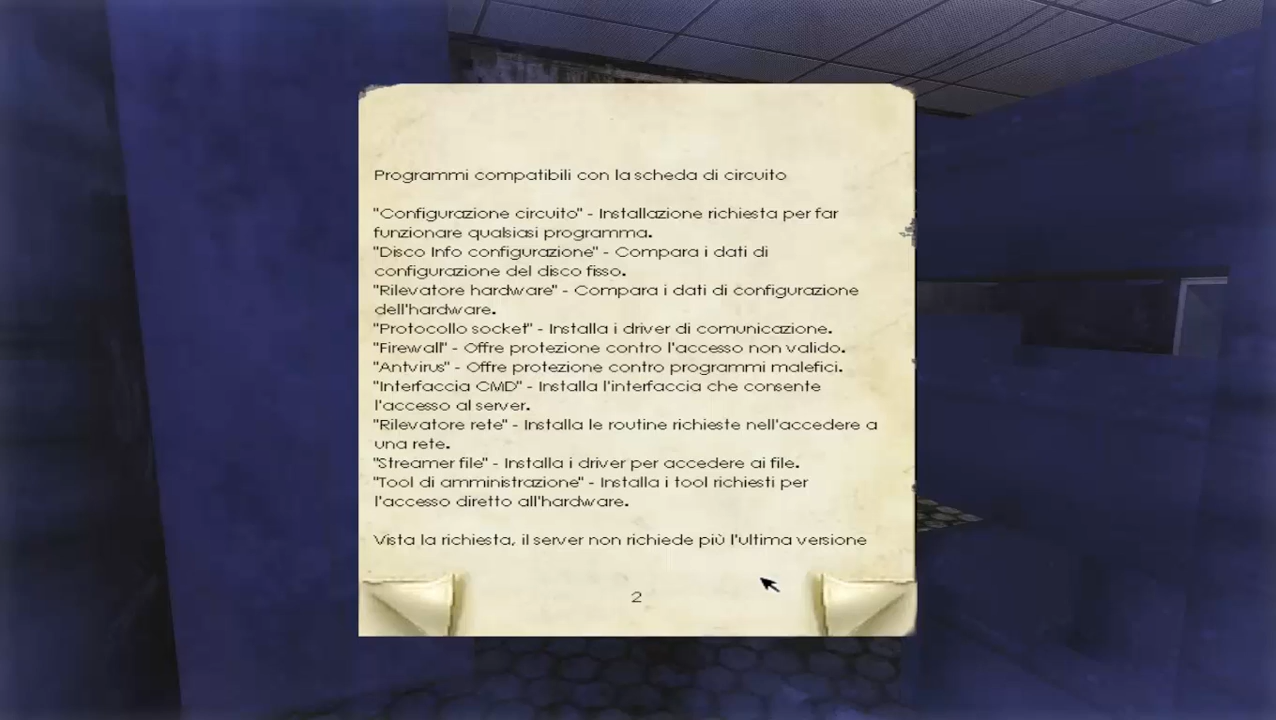 Programmi compatibili con la scheda di circuito
"Configurazione circuito" - Installazione richiesta per far
funzionare qualsiasi programma.
"Disco Info configurazione" - Compara i dati di
configurazione del disco fisso.
"Rilevatore hardware" - Compara i dati di configurazione
dell'hardware.
"Protocollo socket" - Installa i driver di comunicazione.
"Firewall" - Offre protezione contro l'accesso non valido.
"Antvirus" - Offre protezione contro programmi malefici.
"Interfaccia CMD" - Installa l'interfaccia che consente
l'accesso al server.
"Rilevatore rete" - Installa le routine richieste nell'accedere a
una rete.
"Streamer file" - Installa i driver per accedere ai file.
"Tool di amministrazione" - Installa i tool richiesti per
l'accesso diretto all'hardware.
Vista la richiesta, il server non richiede più l'ultima versione
2